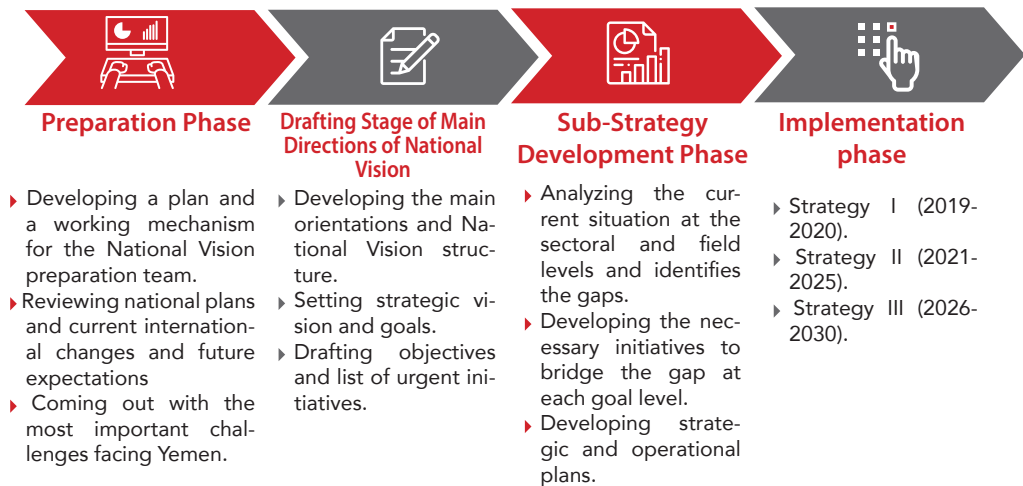 Preparation Phase
Developing a plan and
a working mechanism
for the National Vision
preparation team.
Reviewing national plans
and current internation-
al changes and future
expectations
Coming out with the
most important chal-
lenges facing Yemen.
Drafting Stage of Main
Directions of National
Vision
Developing the main
orientations and Na-
tional Vision struc-
ture.
Setting strategic vi-
sion and goals.
Drafting objectives
and list of urgent ini-
tiatives.
Sub-Strategy
Development Phase
Analyzing the cur-
rent situation at the
sectoral and field
levels and identifies
the gaps.
Developing the nec-
essary initiatives to
bridge the gap at
each goal level.
Developing strate-
gic and operational
plans.
Implementation
phase
Strategy I (2019-
2020).
Strategy II (2021-
2025).
Strategy III (2026-
2030).